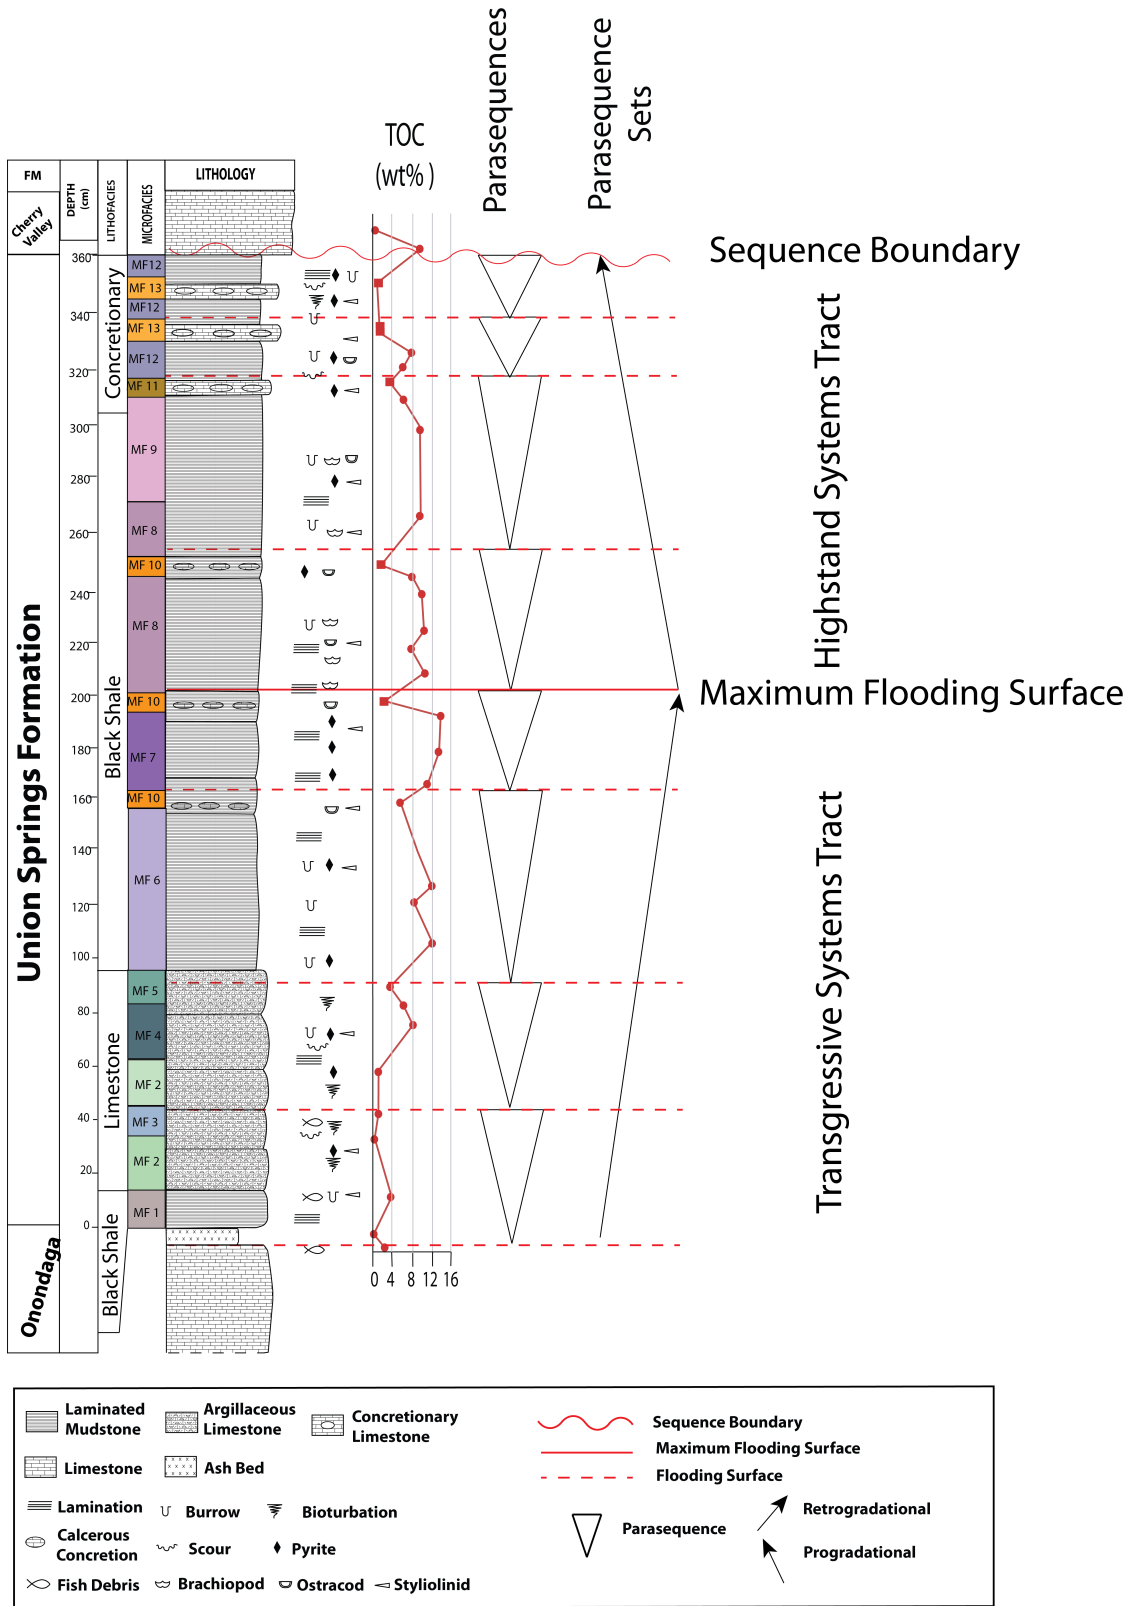 Parasequences
Parasequence
Sets
TOC
(wt%)
FM
DEPTH
(cm)
LITHOFACIES
MICROFACIES
LITHOLOGY
Cherry
Valley
Union Springs Formation
Onondaga
360
340
320
300
280
260
240
220
200
180
160
140
120
100
80
60
40
20
0
Concretionary
Black Shale
Limestone
Black Shale
MF12
MF 13
MF12
MF 13
MF12
MF 11
MF 9
MF 8
MF 10
MF 8
MF 10
MF 7
MF 10
MF 6
MF 5
MF 4
MF 2
MF 3
MF 2
MF 1
0 4 8 12 16
Sequence Boundary
Highstand Systems Tract
Maximum Flooding Surface
Transgressive Systems Tract
Laminated
Mudstone
Argillaceous
Limestone
Concretionary
Limestone
Limestone
Ash Bed
Lamination
Burrow
Bioturbation
Calcerous
Concretion
Scour
Pyrite
Fish Debris
Brachiopod
Ostracod
Styliolinid
Sequence Boundary
Maximum Flooding Surface
Flooding Surface
Parasequence
Retrogradational
Progradational